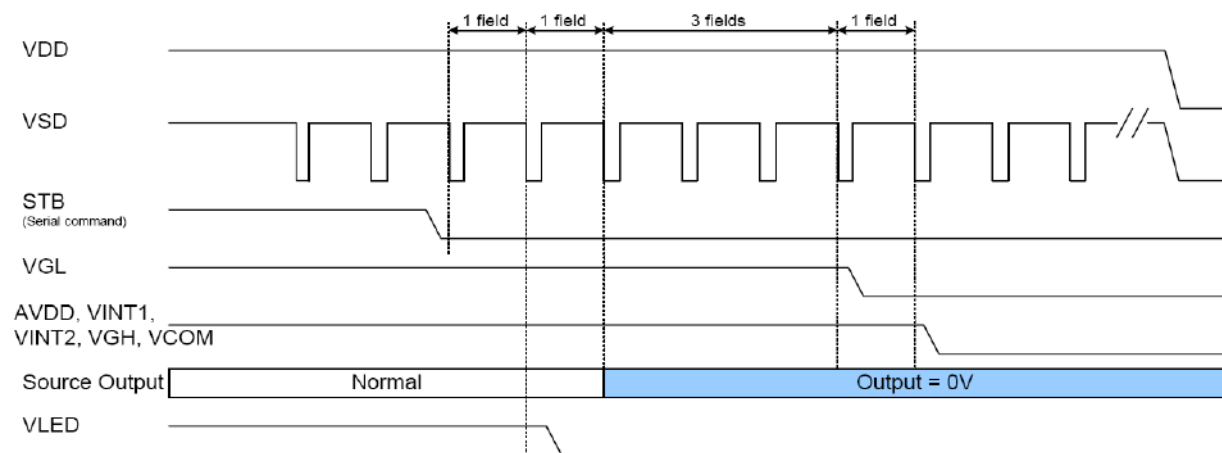 1 field 1 field 3 fields 1 field
VDD
VSD
STB
(Serial command)
VGL
AVDD, VINT1,
VINT2, VGH, VCOM
Source Output Normal Output = 0V
VLED